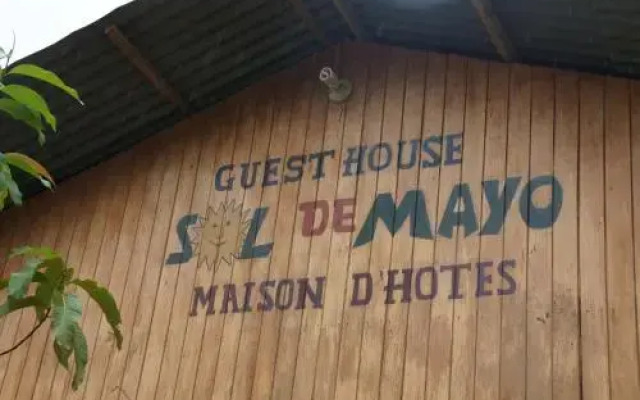 GUEST HOUSE
SOL DE MAYO
MAISON D'HOTES